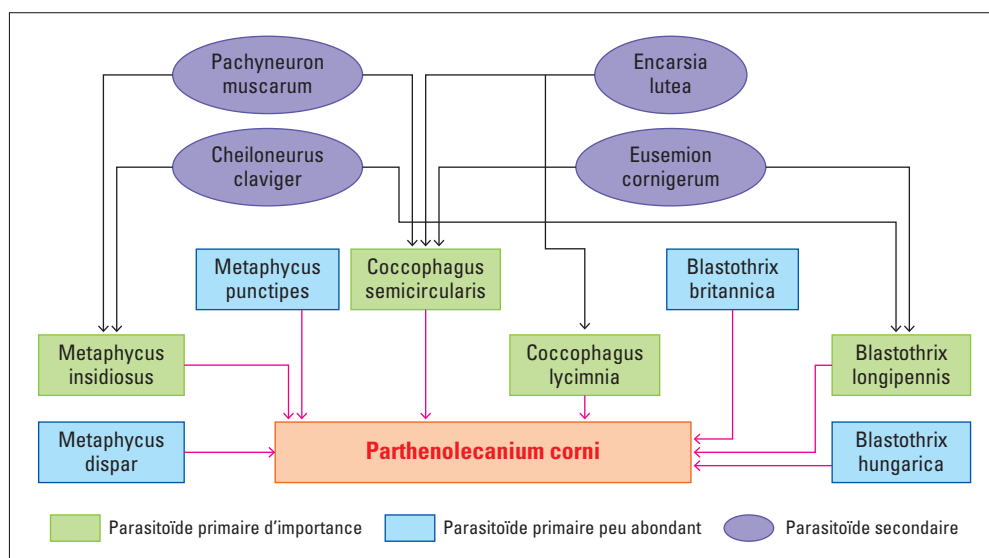 Pachyneuron
muscarum
Encarsia
lutea
Cheiloneurus
claviger
Eusemion
cornigerum
Metaphycus
punctipes
Coccophagus
semicircularis
Blastothrix
britannica
Metaphycus
insidiosus
Coccophagus
lycimnia
Blastothrix
longipennis
Metaphycus
dispar
Parthenolecanium corni
Blastothrix
hungarica
Parasitoïde primaire d'importance
Parasitoïde primaire peu abondant
Parasitoïde secondaire